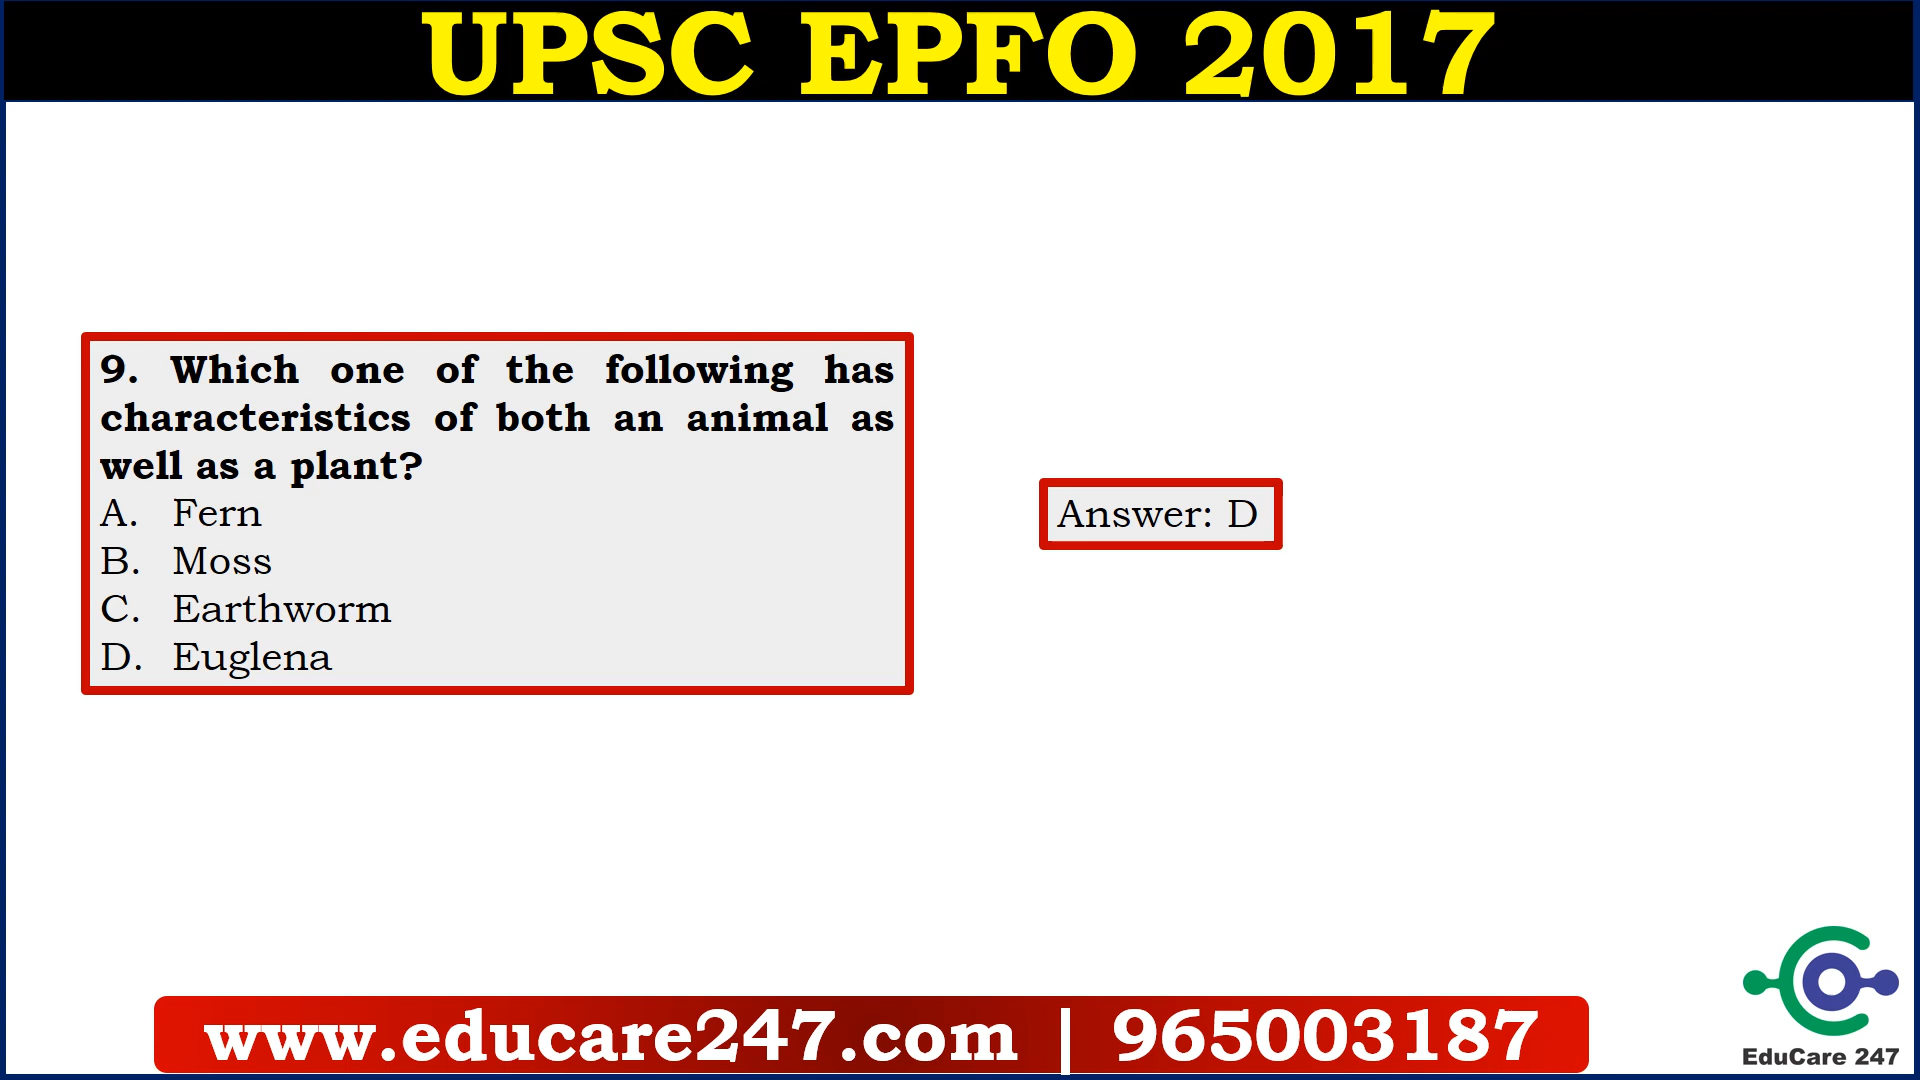 UPSC EPFO 2017
9. Which one of the following has
characteristics of both an animal as
well as a plant?
A. Fern
B. Moss
C. Earthworm
D. Euglena
Answer: D
www.educare247.com | 965003187
EduCare 247